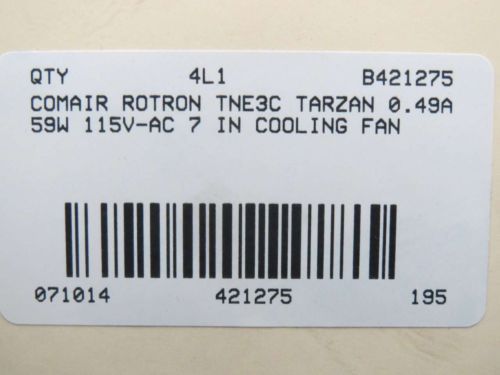 QTY 4L1 B421275
COMAIR ROTRON TNE3C TARZAN 0.49A
59W 115V-AC 7 IN COOLING FAN
071014 421275 195